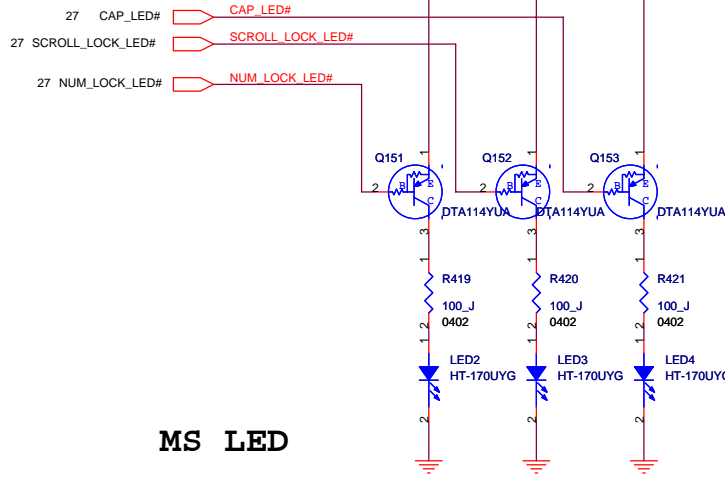 27 CAP_LED# CAP_LED#
27 SCROLL_LOCK_LED# SCROLL_LOCK_LED#
27 NUM_LOCK_LED# NUM_LOCK_LED#
Q151 Q152 Q153
1 1 1
2 B E C 2 B E C 2 B E C
DTA114YUA DTA114YUA DTA114YUA
3 3 3
1 1 1
R419 R420 R421
100_J 100_J 100_J
0402 0402 0402
2 2 2
1 1 1
LED2 LED3 LED4
HT-170UYG HT-170UYG HT-170UYG
2 2 2
MS LED